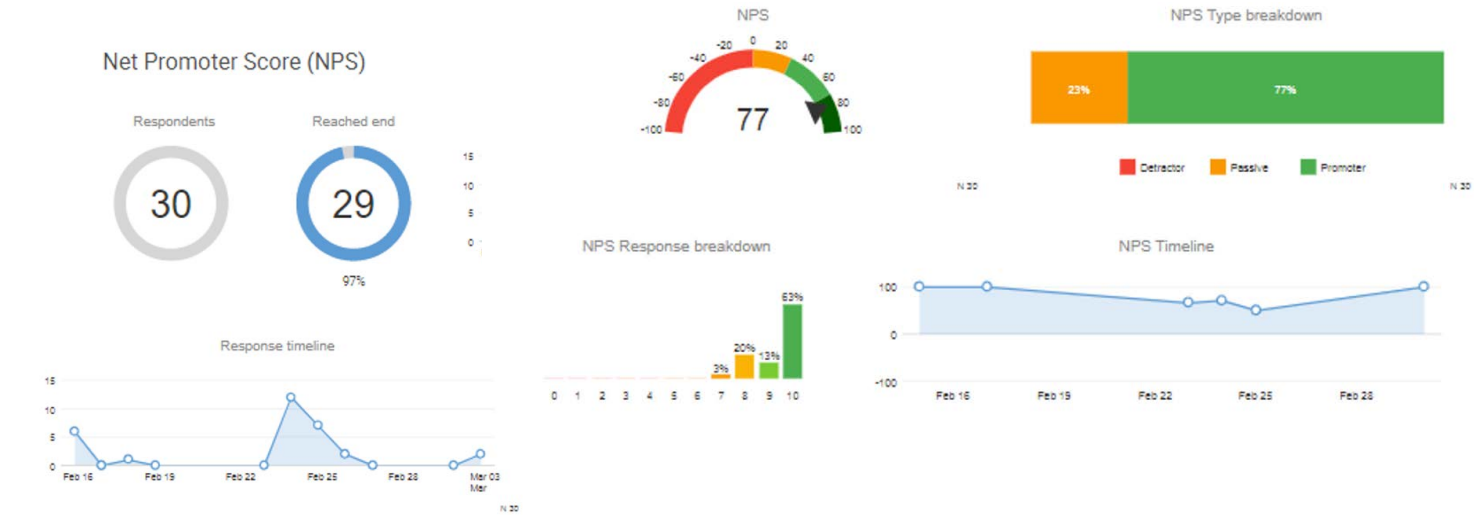 Net Promoter Score (NPS)
Respondents
30
Reached end
29
97%
15
10
5
0
Response timeline
15
10
5
0
Feb 16
Feb 19
Feb 22
Feb 25
Feb 28
Mar 03
Mar
N 30
NPS
-100
-80
-60
-40
-20
0
20
40
60
80
100
77
N 30
NPS Response breakdown
3%
20%
13%
63%
0 1 2 3 4 5 6 7 8 9 10
NPS Type breakdown
23%
77%
Detractor
Passive
Promoter
N 30
NPS Timeline
100
0
-100
Feb 16
Feb 19
Feb 22
Feb 25
Feb 28